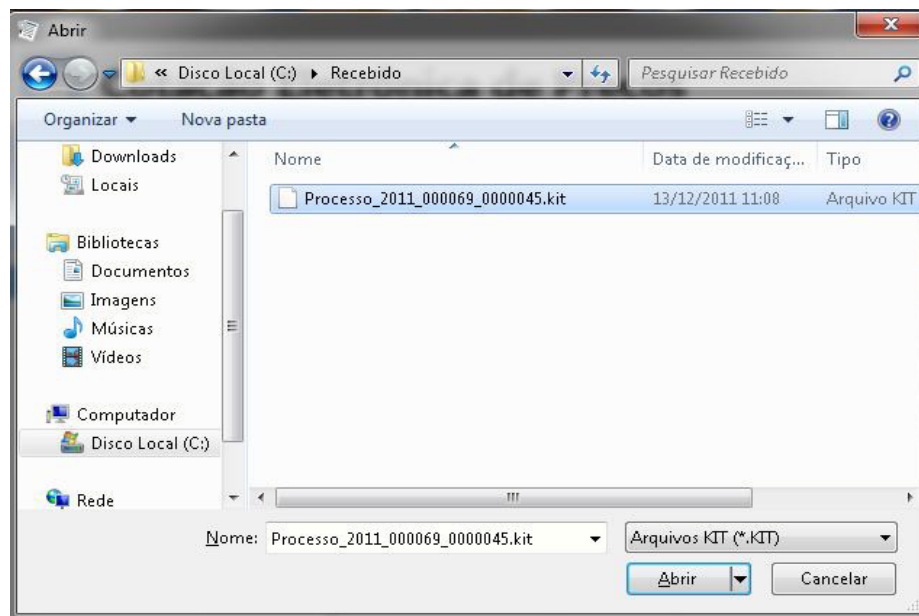 Abrir
« Disco Local (C:) ▸ Recebido
Pesquisar Recebido
Organizar
Nova pasta
Nome
Data de modificaç...
Tipo
Downloads
Locais
Bibliotecas
Documentos
Imagens
Músicas
Vídeos
Computador
Disco Local (C:)
Rede
Processo_2011_000069_0000045.kit
13/12/2011 11:08
Arquivo KIT
Nome: Processo_2011_000069_0000045.kit
Arquivos KIT (*.KIT)
Abrir
Cancelar